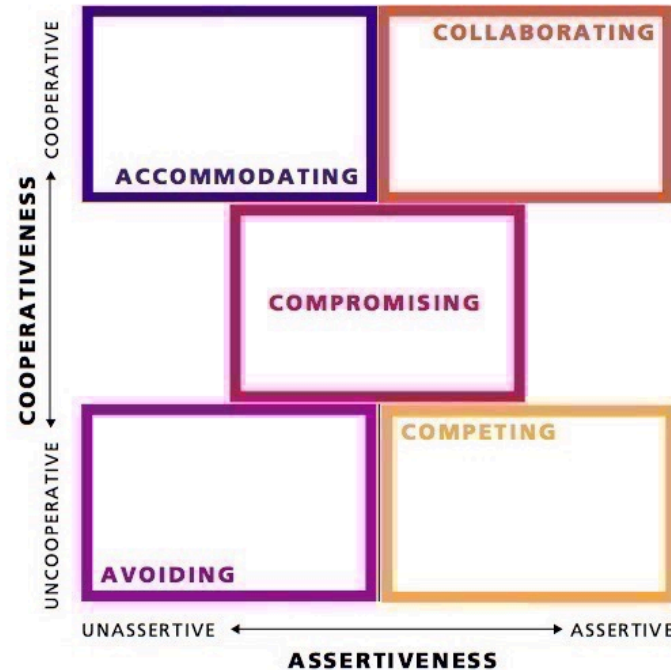 COLLABORATING
ACCOMMODATING
COOPERATIVE
COOPERATIVENESS
UNCOOPERATIVE
COMPROMISING
COMPETING
AVOIDING
UNASSERTIVE
ASSERTIVE
ASSERTIVENESS